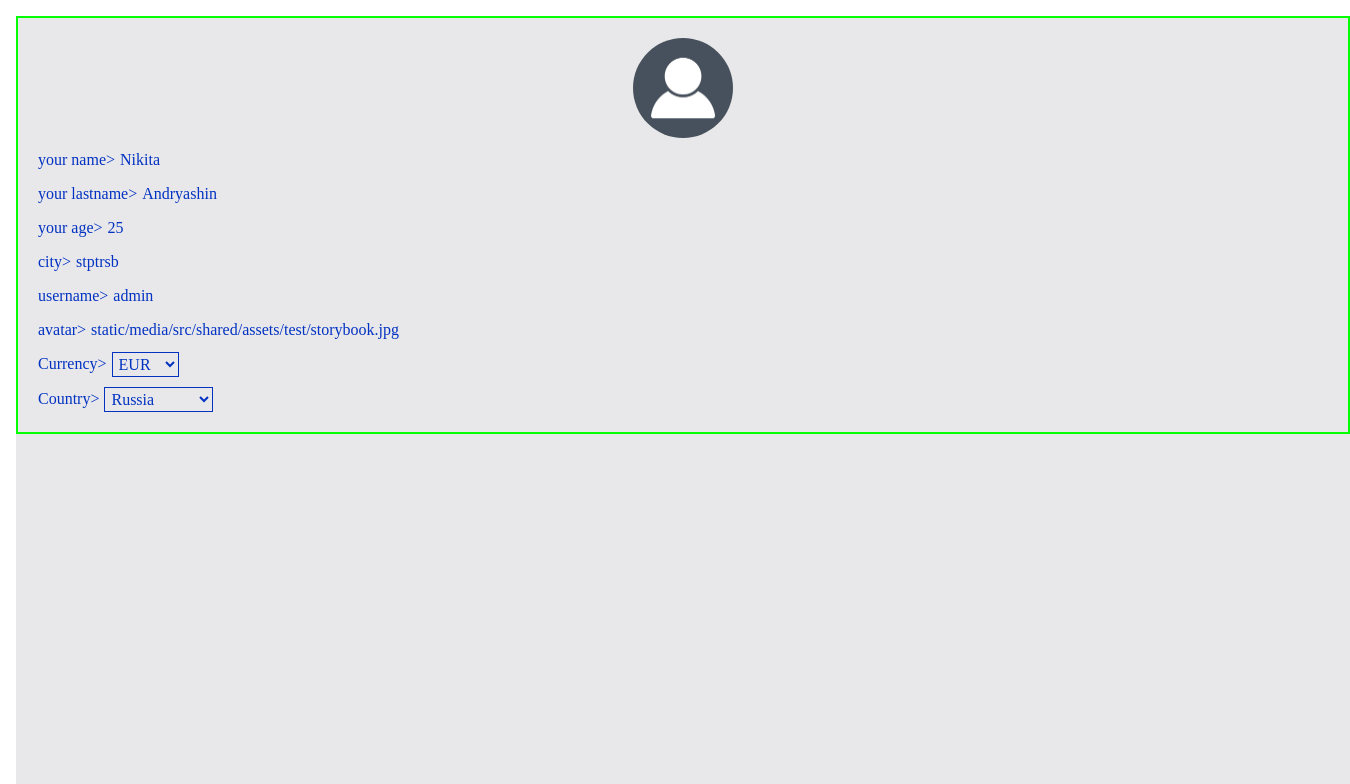 your name> Nikita
your lastname> Andryashin
your age> 25
city> stptrsb
username> admin
avatar> static/media/src/shared/assets/test/storybook.jpg
Currency> EUR
Country> Russia